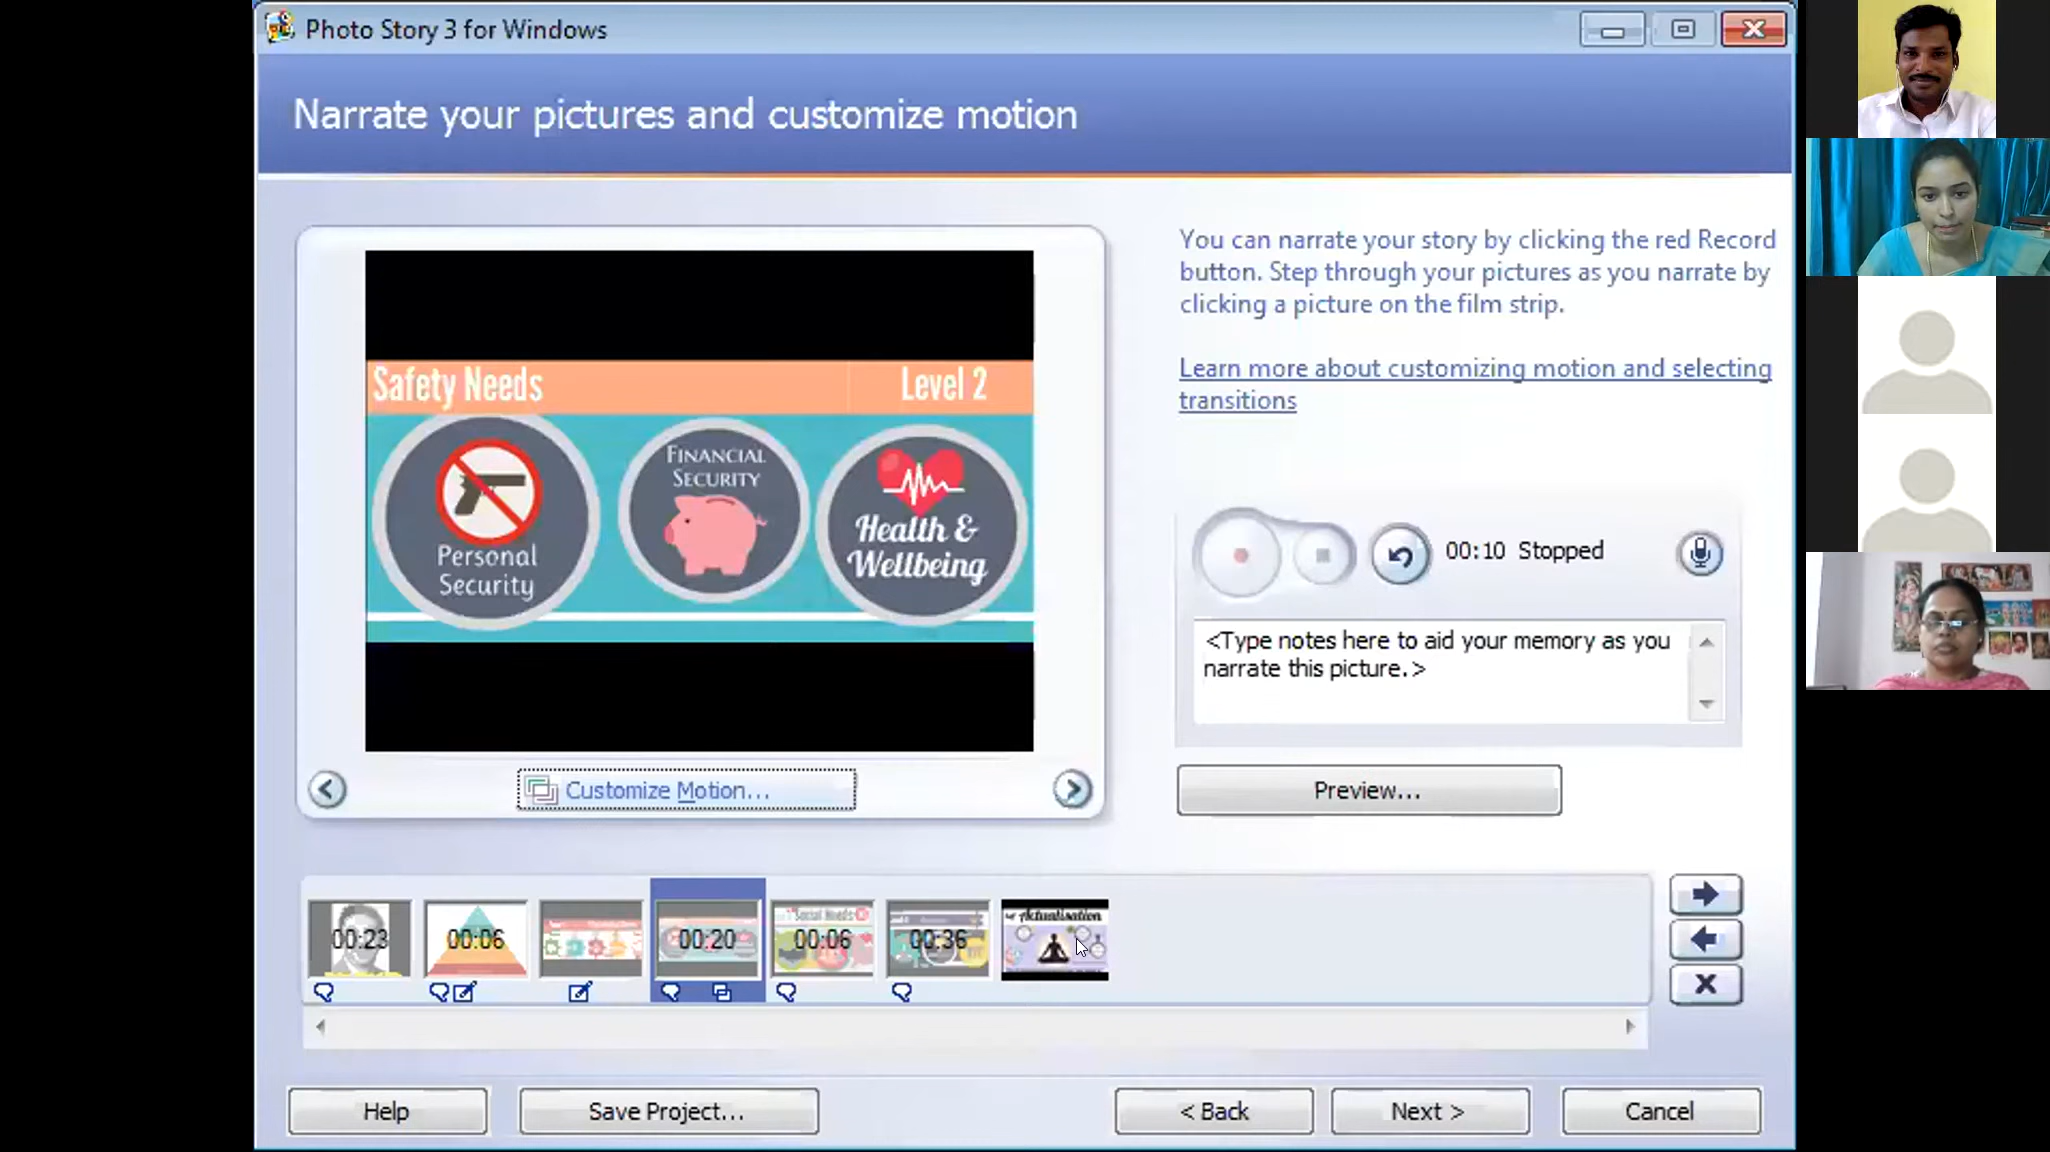 Photo Story 3 for Windows
Narrate your pictures and customize motion
You can narrate your story by clicking the red Record
button. Step through your pictures as you narrate by
clicking a picture on the film strip.
Learn more about customizing motion and selecting
transitions
Safety Needs Level 2
Personal
Security
FINANCIAL
SECURITY
Health &
Wellbeing
00:10 Stopped
<Type notes here to aid your memory as you
narrate this picture.>
Customize Motion...
Preview...
00:23
00:06
00:20
Social Needs
00:06
00:36
Actualisation
Help
Save Project...
< Back
Next >
Cancel